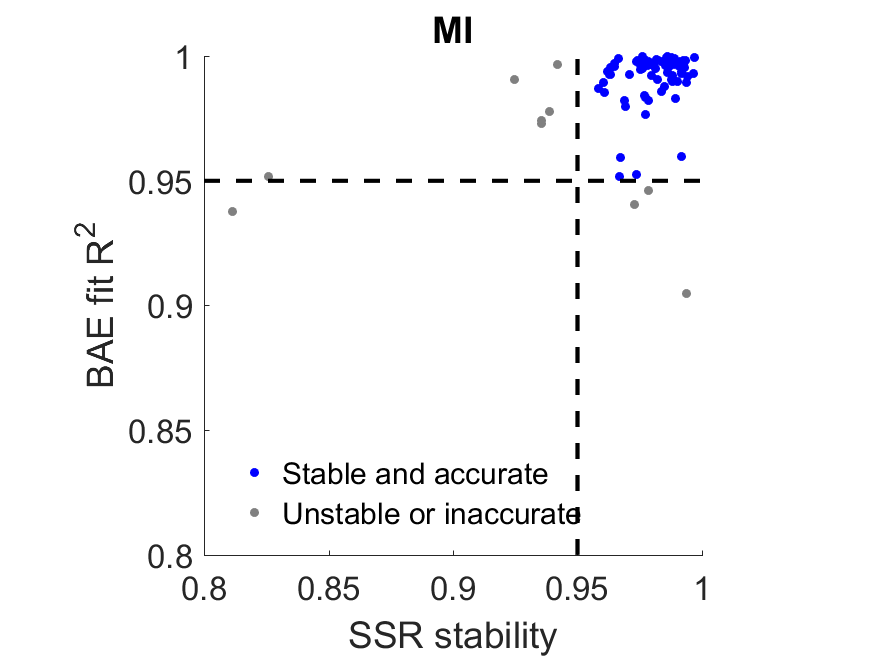 MI
1
0.95
0.9
0.85
0.8
BAE fit R²
Stable and accurate
Unstable or inaccurate
0.8 0.85 0.9 0.95 1
SSR stability